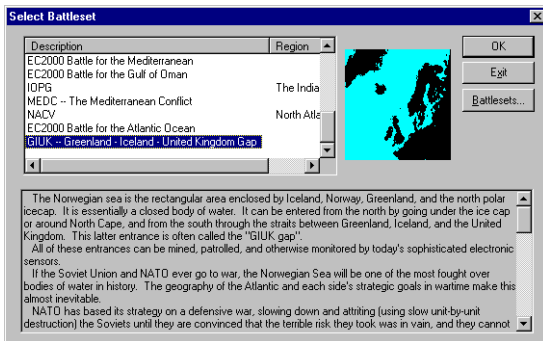 Select Battleset
Description Region
EC2000 Battle for the Mediterranean
EC2000 Battle for the Gulf of Oman
IOPG The India
MEDC -- The Mediterranean Conflict
NACV North Atla
EC2000 Battle for the Atlantic Ocean
GIUK -- Greenland - Iceland - United Kingdom Gap
OK
Exit
Battlesets...
The Norwegian sea is the rectangular area enclosed by Iceland, Norway, Greenland, and the north polar
icecap. It is essentially a closed body of water. It can be entered from the north by going under the ice cap
or around North Cape, and from the south through the straits between Greenland, Iceland, and the United
Kingdom. This latter entrance is often called the "GIUK gap".
All of these entrances can be mined, patrolled, and otherwise monitored by today's sophisticated electronic
sensors.
If the Soviet Union and NATO ever go to war, the Norwegian Sea will be one of the most fought over
bodies of water in history. The geography of the Atlantic and each side's strategic goals in wartime make this
almost inevitable.
NATO has based its strategy on a defensive war, slowing down and attriting (using slow unit-by-unit
destruction) the Soviets until they are convinced that the terrible risk they took was in vain, and they cannot